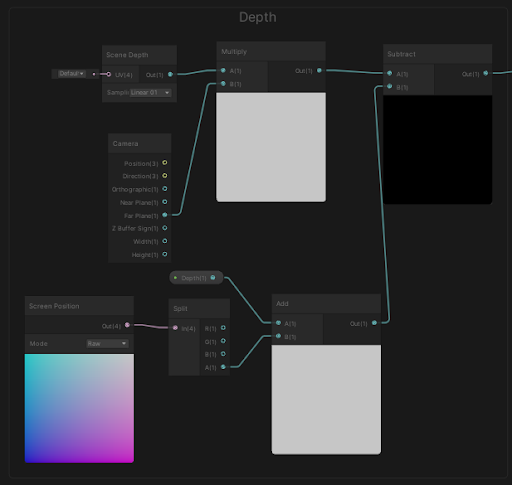 Depth
Scene Depth
Default
UV(4)
Out(1)
Linear 01
Multiply
A(1)
Out(1)
B(1)
Subtract
A(1)
Out(1)
B(1)
Camera
Position(3)
Direction(3)
Orthographic(1)
Near Plane(1)
Far Plane(1)
Z Buffer Sign(1)
Width(1)
Height(1)
Depth(1)
Screen Position
Out(4)
Mode
Raw
Split
In(4)
R(1)
G(1)
B(1)
A(1)
Add
A(1)
Out(1)
B(1)